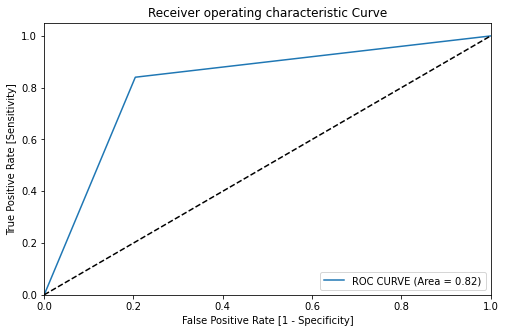 Receiver operating characteristic Curve
True Positive Rate [Sensitivity]
1.0
0.8
0.6
0.4
0.2
0.0
0.0 0.2 0.4 0.6 0.8 1.0
False Positive Rate [1 - Specificity]
ROC CURVE (Area = 0.82)